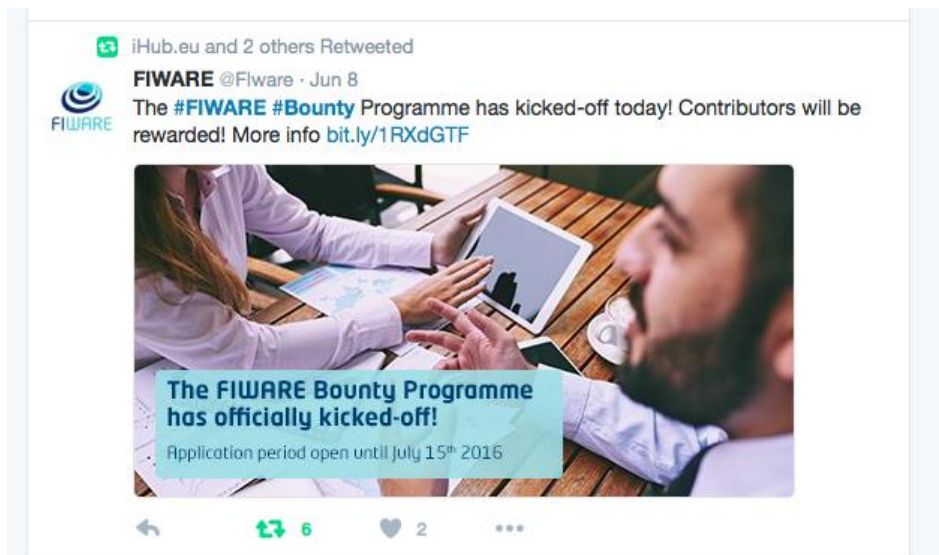 iHub.eu and 2 others Retweeted
FIWARE @FIware · Jun 8
The #FIWARE #Bounty Programme has kicked-off today! Contributors will be
rewarded! More info bit.ly/1RXdGTF
FIWARE
The FIWARE Bounty Programme
has officially kicked-off!
Application period open until July 15th 2016
6
2